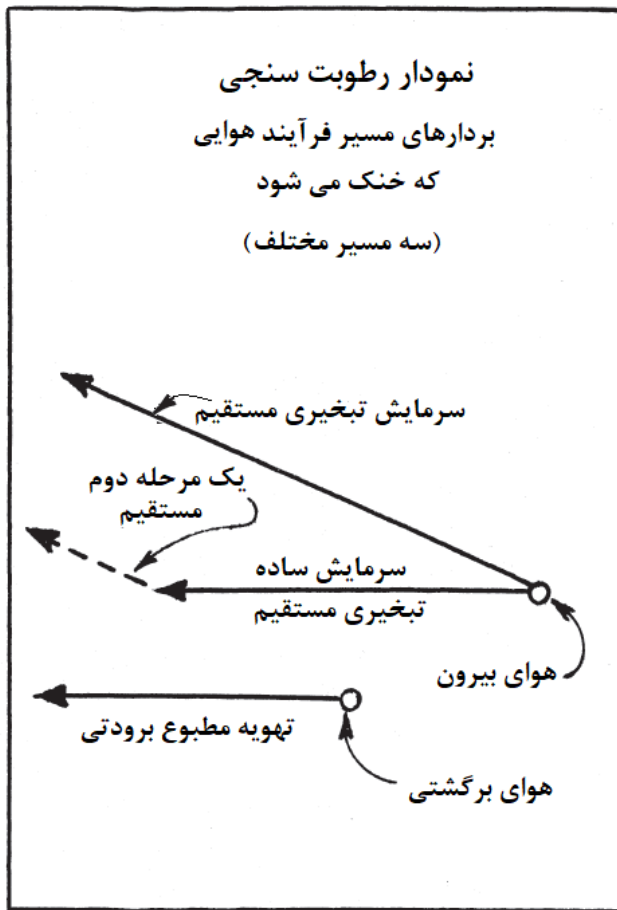 نمودار رطوبت سنجی
بردارهای مسیر فرآیند هوایی
که خنک می شود
(سه مسیر مختلف)
سرمایش تبخیری مستقیم
یک مرحله دوم
مستقیم
سرمایش ساده
تبخیری مستقیم
هوای بیرون
تهویه مطبوع برودتی
هوای برگشتی